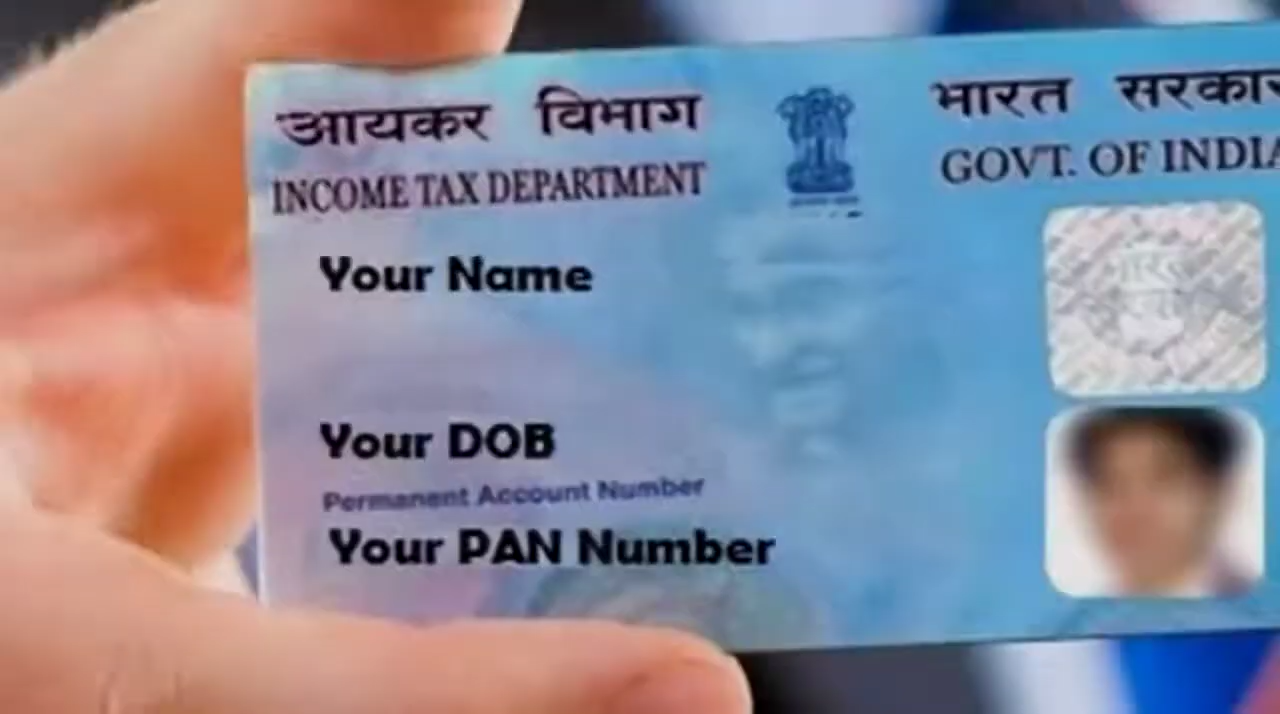 आयकर विभाग
भारत सरकार
INCOME TAX DEPARTMENT
GOVT. OF INDIA
Your Name
Your DOB
Permanent Account Number
Your PAN Number